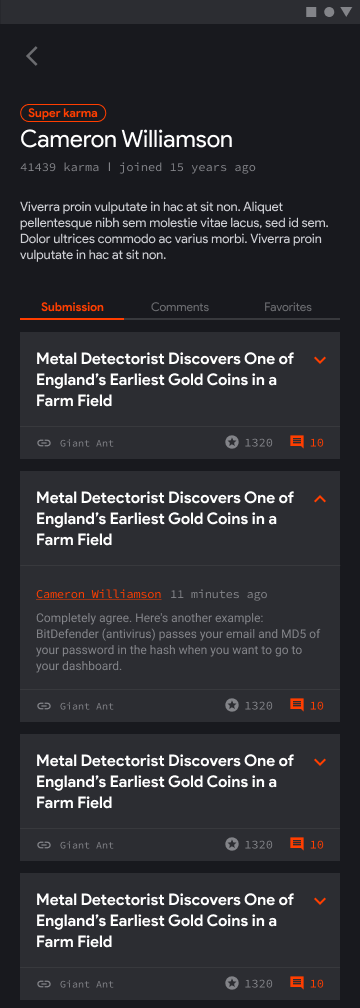 Super karma
Cameron Williamson
41439 karma | joined 15 years ago
Viverra proin vulputate in hac at sit non. Aliquet
pellentesque nibh sem molestie vitae lacus, sed id sem.
Dolor ultrices commodo ac varius morbi. Viverra proin
vulputate in hac at sit non.
Submission Comments Favorites
Metal Detectorist Discovers One of
England’s Earliest Gold Coins in a
Farm Field
Giant Ant 1320 10
Metal Detectorist Discovers One of
England’s Earliest Gold Coins in a
Farm Field
Cameron Williamson 11 minutes ago
Completely agree. Here's another example:
BitDefender (antivirus) passes your email and MD5 of
your password in the hash when you want to go to
your dashboard.
Giant Ant 1320 10
Metal Detectorist Discovers One of
England’s Earliest Gold Coins in a
Farm Field
Giant Ant 1320 10
Metal Detectorist Discovers One of
England’s Earliest Gold Coins in a
Farm Field
Giant Ant 1320 10